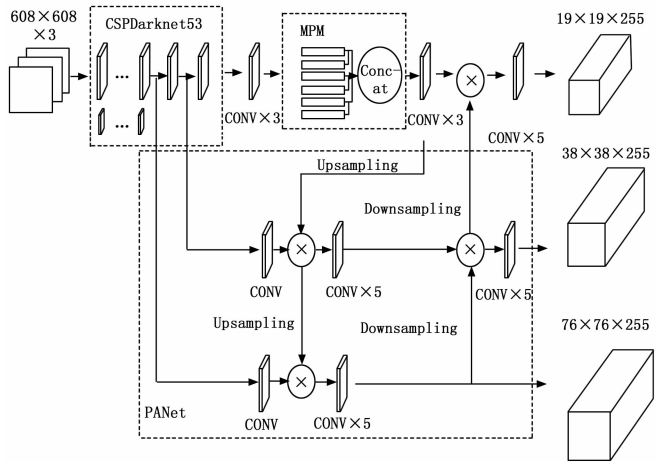 608×608
×3
CSPDarknet53
MPM
19×19×255
···
···
Conc-
at
×
CONV×3
CONV×3
CONV×5
Upsampling
38×38×255
Downsampling
×
×
CONV
CONV×5
CONV×5
Upsampling
Downsampling
76×76×255
×
PANet
CONV
CONV×5